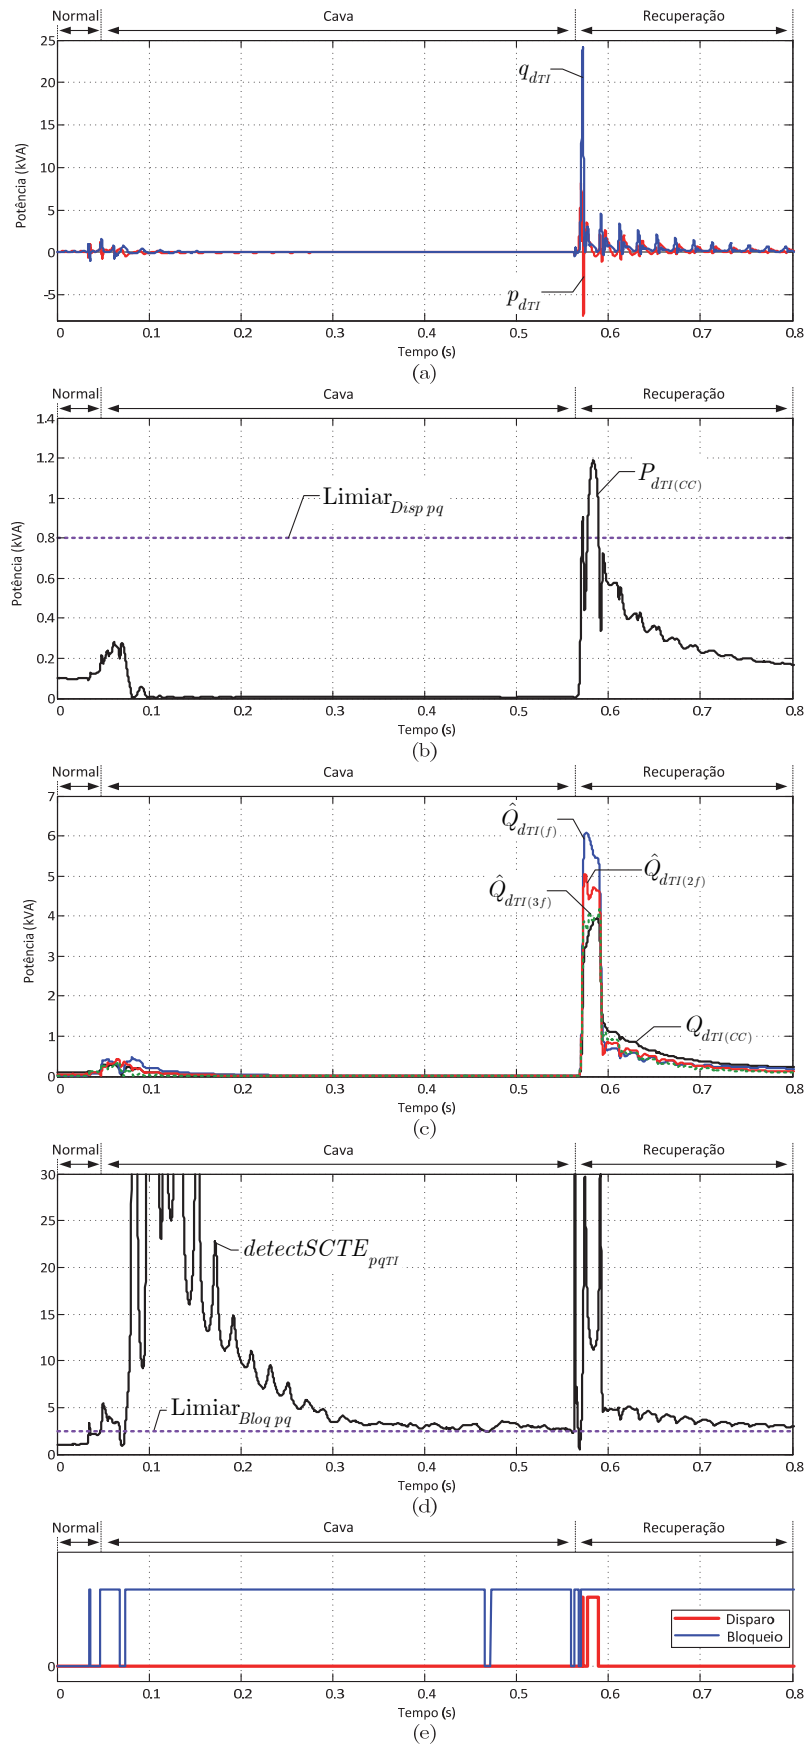 Normal Cava Recuperação
25
20
15
10
5
0
-5
Potência (kVA)
q_dTI
p_dTI
0 0.1 0.2 0.3 0.4 0.5 0.6 0.7 0.8
Tempo (s)
(a)
Normal Cava Recuperação
1.4
1.2
1
0.8
0.6
0.4
0.2
0
Potência (kVA)
Limiar_Disp pq
P_dTI(CC)
0 0.1 0.2 0.3 0.4 0.5 0.6 0.7 0.8
Tempo (s)
(b)
Normal Cava Recuperação
7
6
5
4
3
2
1
0
Potência (kVA)
Q̂_dTI(f)
Q̂_dTI(2f)
Q̂_dTI(3f)
Q_dTI(CC)
0 0.1 0.2 0.3 0.4 0.5 0.6 0.7 0.8
Tempo (s)
(c)
Normal Cava Recuperação
30
25
20
15
10
5
0
detectSCTE_pqTI
Limiar_Bloq pq
0 0.1 0.2 0.3 0.4 0.5 0.6 0.7 0.8
Tempo (s)
(d)
Normal Cava Recuperação
Disparo
Bloqueio
0
0 0.1 0.2 0.3 0.4 0.5 0.6 0.7 0.8
Tempo (s)
(e)